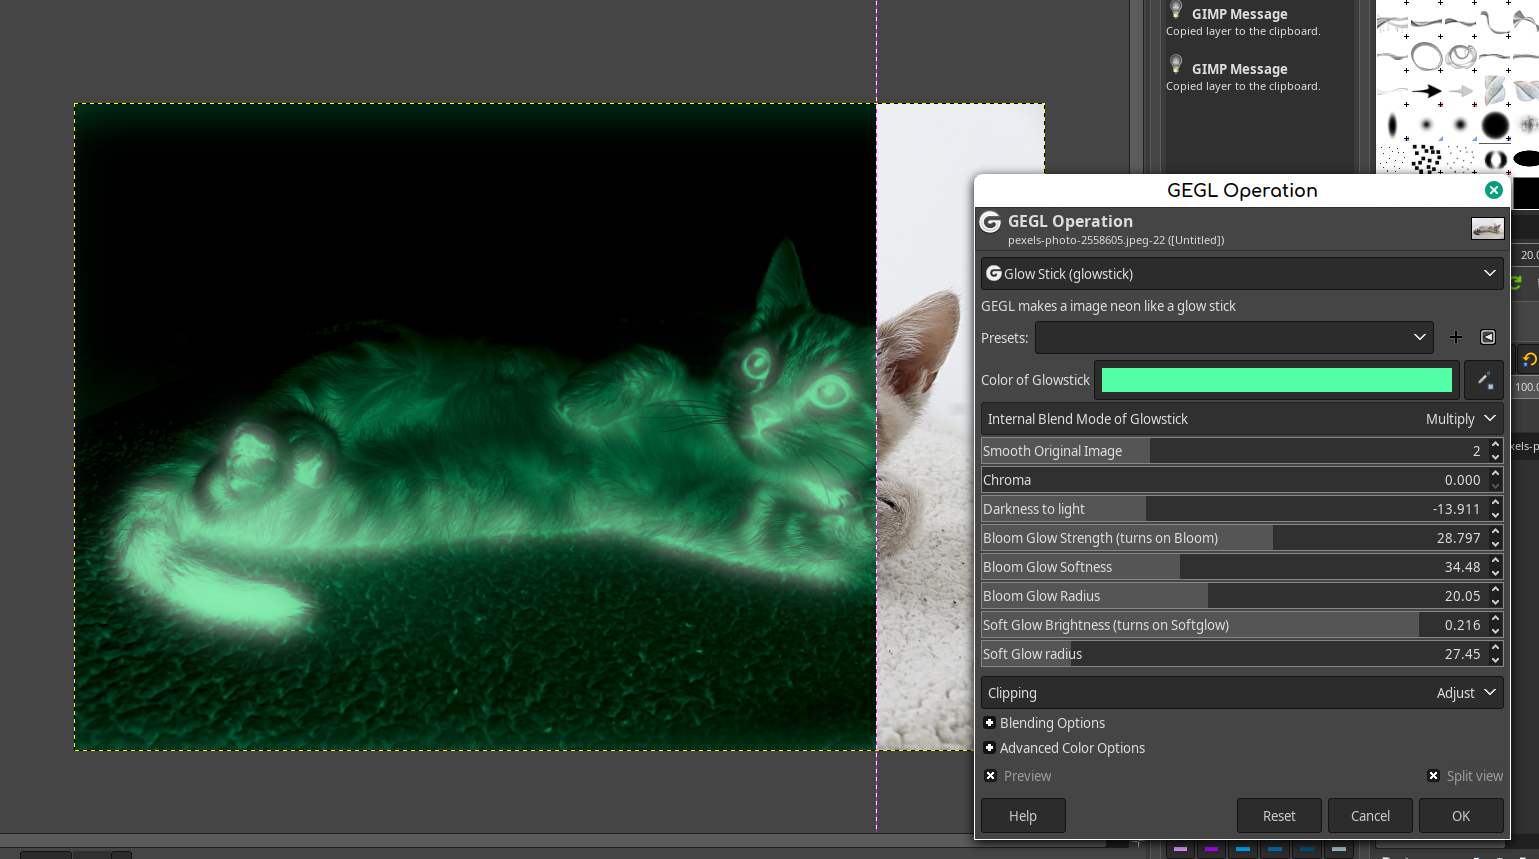 GIMP Message
Copied layer to the clipboard.
GIMP Message
Copied layer to the clipboard.
GEGL Operation
GEGL Operation
pexels-photo-2558605.jpeg-22 ([Untitled])
Glow Stick (glowstick)
GEGL makes a image neon like a glow stick
Presets:
Color of Glowstick
Internal Blend Mode of Glowstick Multiply
Smooth Original Image 2
Chroma 0.000
Darkness to light -13.911
Bloom Glow Strength (turns on Bloom) 28.797
Bloom Glow Softness 34.48
Bloom Glow Radius 20.05
Soft Glow Brightness (turns on Softglow) 0.216
Soft Glow radius 27.45
Clipping Adjust
Blending Options
Advanced Color Options
Preview Split view
Help Reset Cancel OK